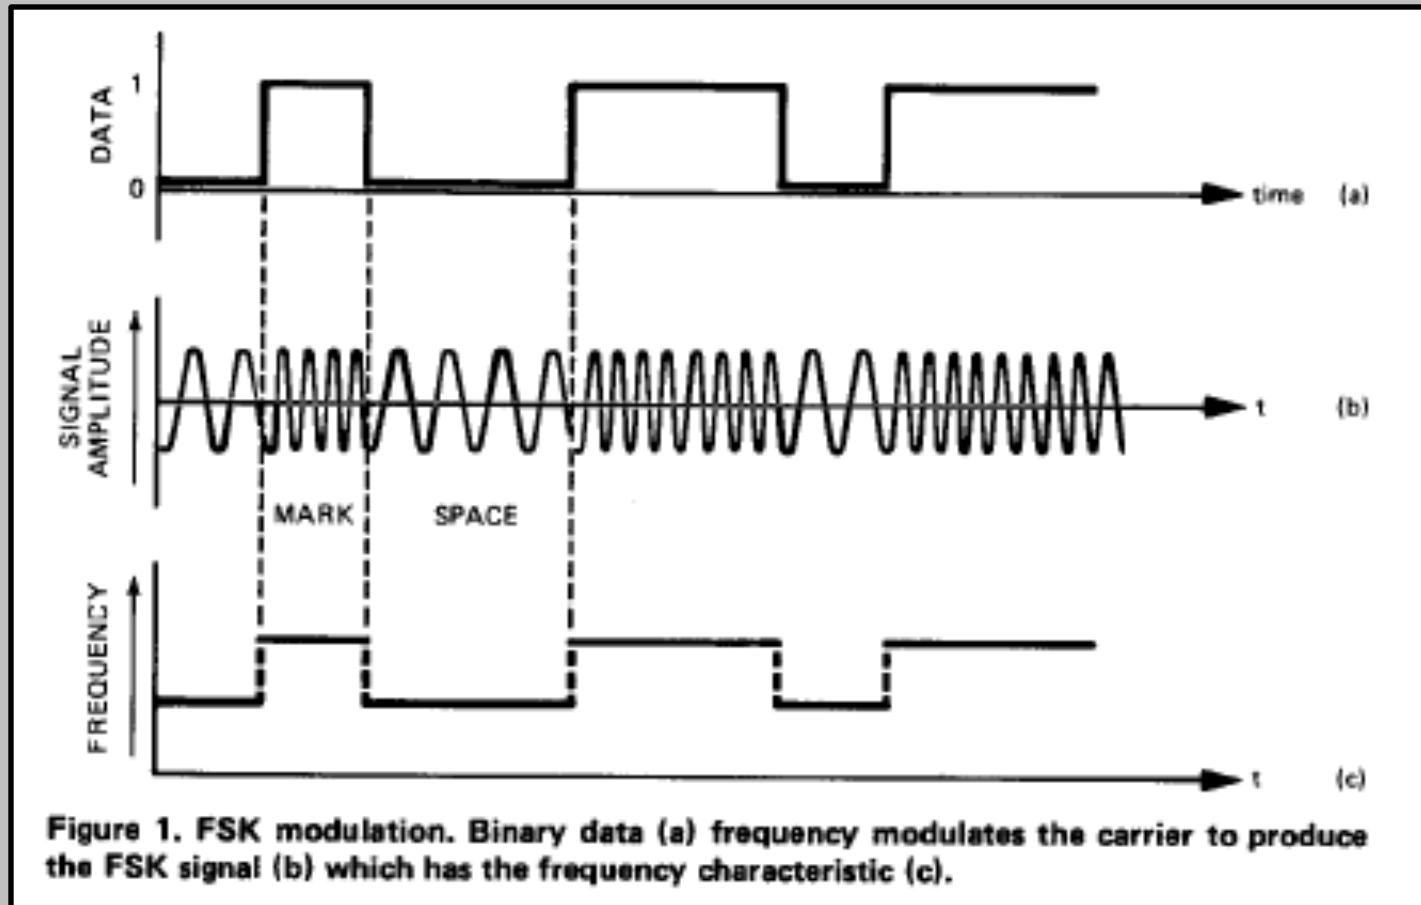 DATA
1
0
time (a)
SIGNAL
AMPLITUDE
t (b)
MARK SPACE
FREQUENCY
t (c)
Figure 1. FSK modulation. Binary data (a) frequency modulates the carrier to produce
the FSK signal (b) which has the frequency characteristic (c).